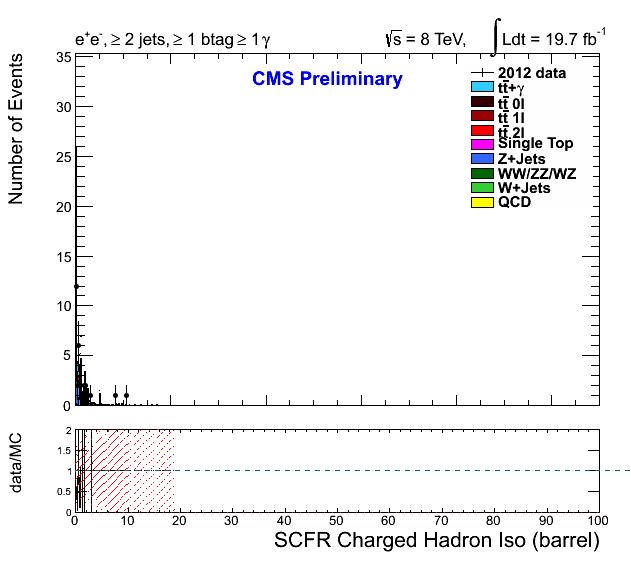 e⁺e⁻, ≥ 2 jets, ≥ 1 btag ≥ 1 γ
√s = 8 TeV, ∫ Ldt = 19.7 fb⁻¹
CMS Preliminary
2012 data
tt̄+γ
tt̄ 0l
tt̄ 1l
tt̄ 2l
Single Top
Z+Jets
WW/ZZ/WZ
W+Jets
QCD
Number of Events
35
30
25
20
15
10
5
0
data/MC
2
1.5
1
0.5
0
0 10 20 30 40 50 60 70 80 90 100
SCFR Charged Hadron Iso (barrel)